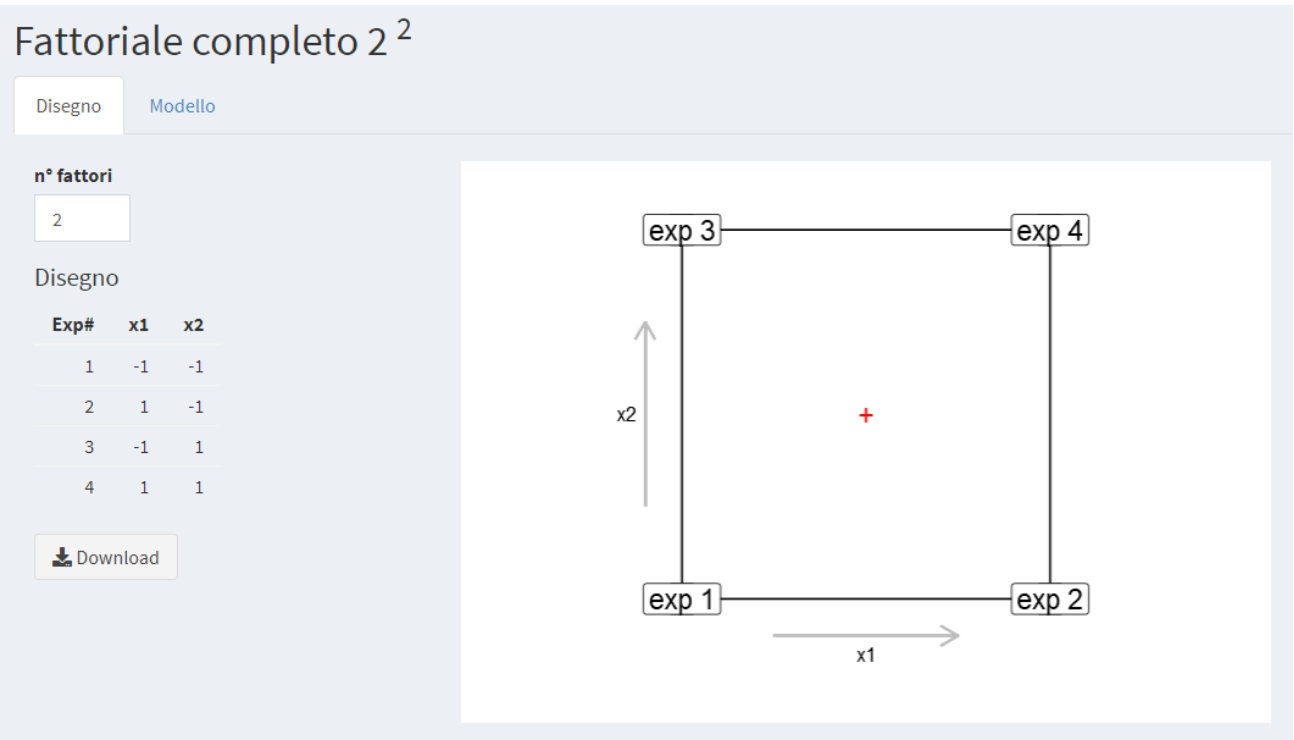 Fattoriale completo 2 2
Disegno Modello
n° fattori
2
Disegno
Exp# x1 x2
1 -1 -1
2 1 -1
3 -1 1
4 1 1
Download
exp 3 exp 4
x2
exp 1 exp 2
x1